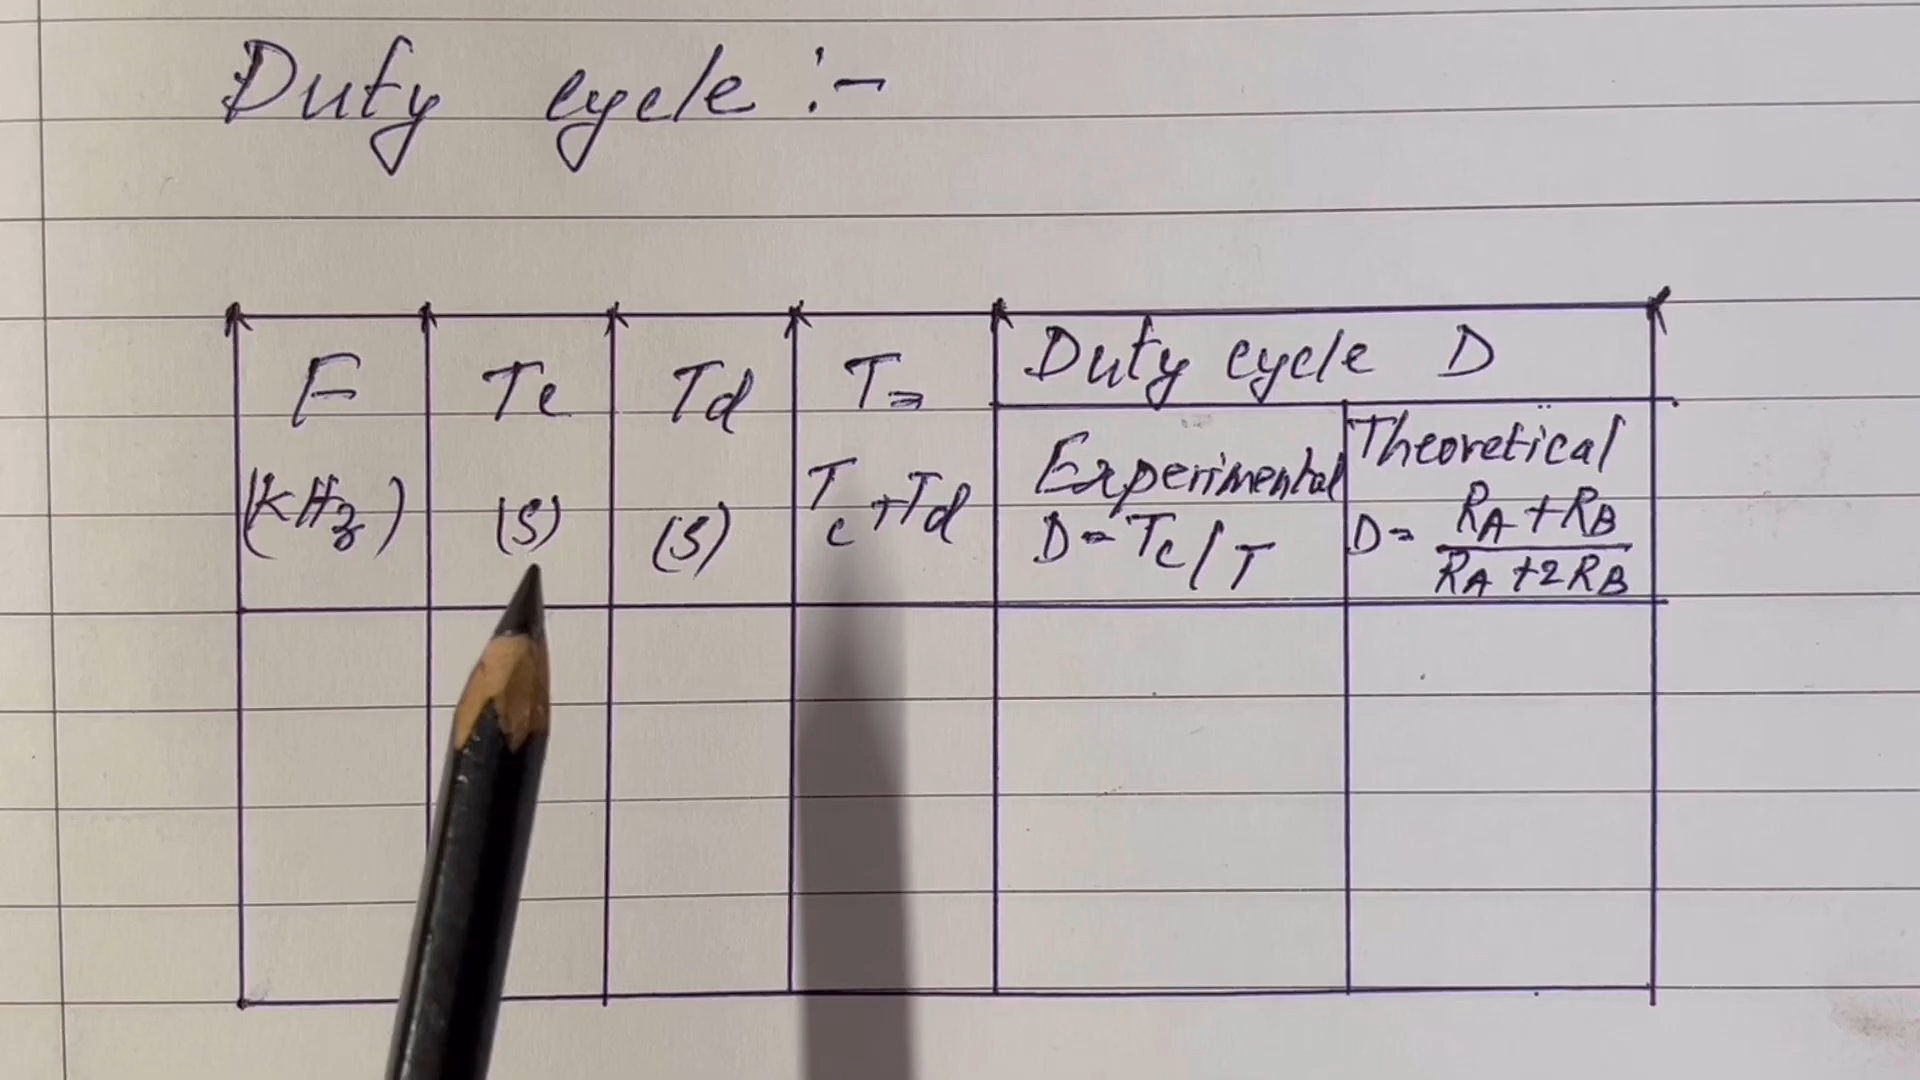 Duty cycle :-
F
(KHz)
Tc
(S)
Td
(S)
T=
Tc+Td
Duty cycle D
Experimental
D=Tc/T
Theoretical
D= RA+RB
RA+2RB